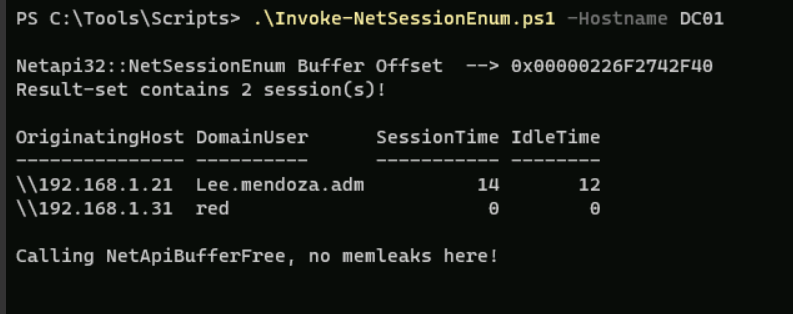 PS C:\Tools\Scripts> .\Invoke-NetSessionEnum.ps1 -Hostname DC01
Netapi32::NetSessionEnum Buffer Offset  --> 0x00000226F2742F40
Result-set contains 2 session(s)!
OriginatingHost DomainUser      SessionTime IdleTime
--------------- ----------      ----------- --------
\\192.168.1.21  Lee.mendoza.adm          14       12
\\192.168.1.31  red                       0        0
Calling NetApiBufferFree, no memleaks here!